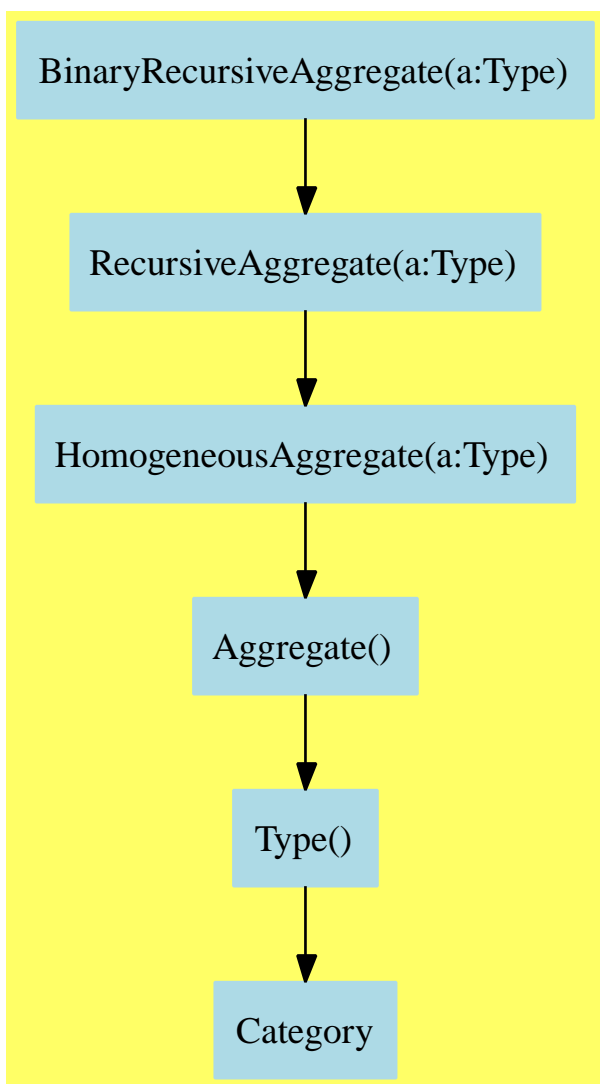 BinaryRecursiveAggregate(a:Type)
RecursiveAggregate(a:Type)
HomogeneousAggregate(a:Type)
Aggregate()
Type()
Category